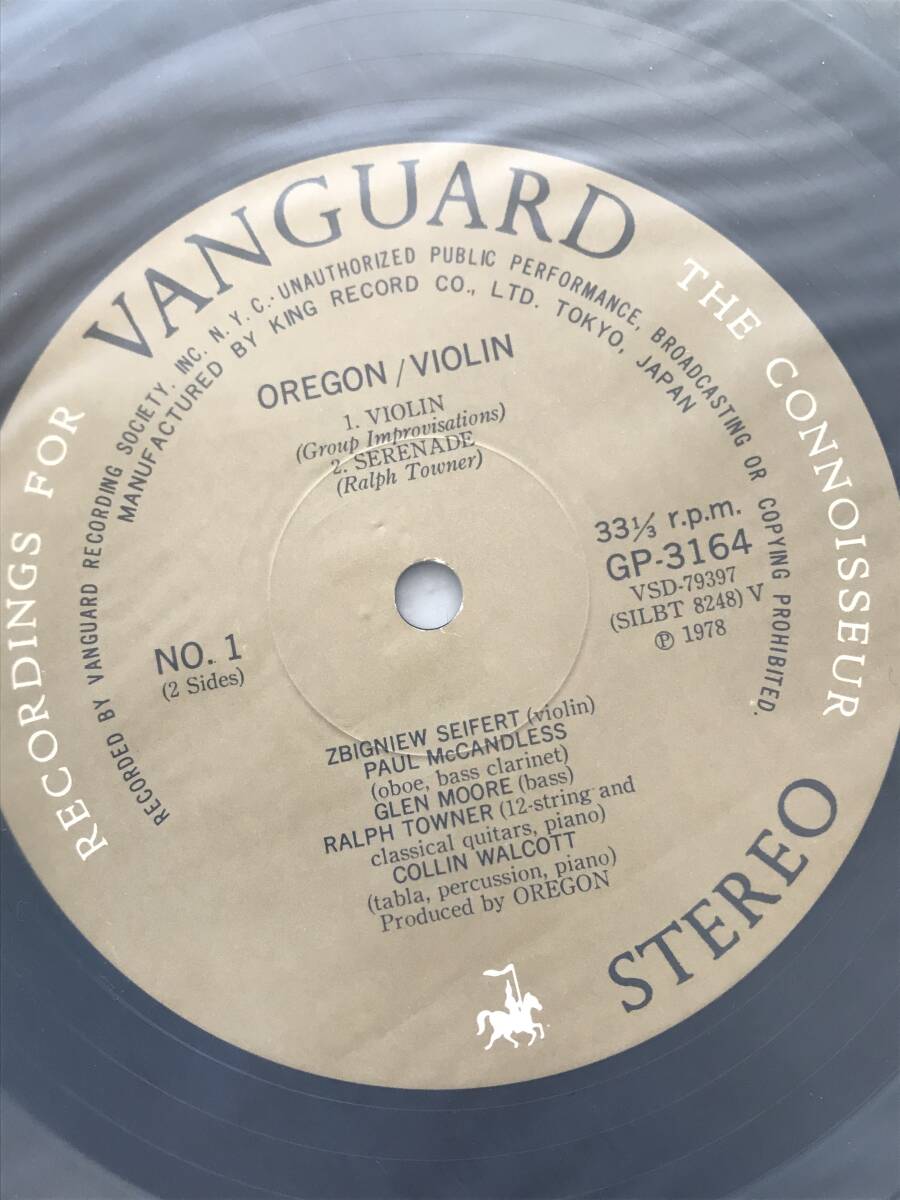 VANGUARD
RECORDINGS FOR THE CONNOISSEUR
RECORDED BY VANGUARD RECORDING SOCIETY, INC. N.Y.C.·UNAUTHORIZED PUBLIC PERFORMANCE, BROADCASTING OR COPYING PROHIBITED.
MANUFACTURED BY KING RECORD CO., LTD. TOKYO, JAPAN
OREGON / VIOLIN
1. VIOLIN
(Group Improvisations)
2. SERENADE
(Ralph Towner)
33⅓ r.p.m.
GP-3164
VSD-79397
(SILBT 8248) V
Ⓟ 1978
NO. 1
(2 Sides)
ZBIGNIEW SEIFERT (violin)
PAUL McCANDLESS
(oboe, bass clarinet)
GLEN MOORE (bass)
RALPH TOWNER (12-string and
classical quitars, piano)
COLLIN WALCOTT
(tabla, percussion, piano)
Produced by OREGON
STEREO